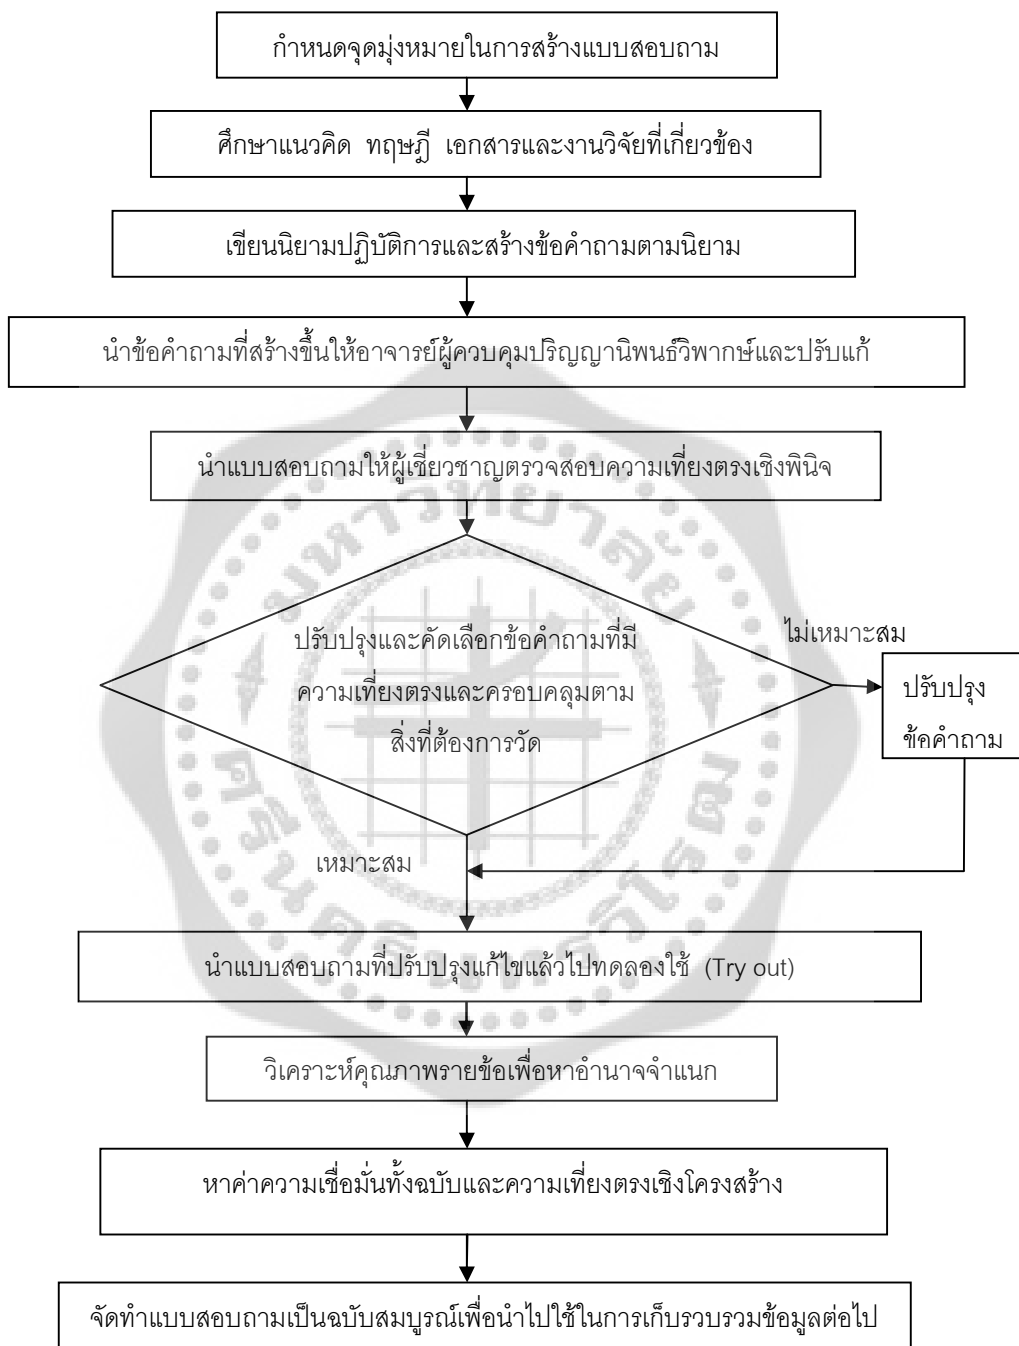 กำหนดจุดมุ่งหมายในการสร้างแบบสอบถาม
ศึกษาแนวคิด ทฤษฎี เอกสารและงานวิจัยที่เกี่ยวข้อง
เขียนนิยามปฏิบัติการและสร้างข้อคำถามตามนิยาม
นำข้อคำถามที่สร้างขึ้นให้อาจารย์ผู้ควบคุมปริญญานิพนธ์วิพากษ์และปรับแก้
นำแบบสอบถามให้ผู้เชี่ยวชาญตรวจสอบความเที่ยงตรงเชิงพินิจ
มหาวิทยาลัย
ปรับปรุงและคัดเลือกข้อคำถามที่มี
ความเที่ยงตรงและครอบคลุมตาม
สิ่งที่ต้องการวัด
ไม่เหมาะสม
ปรับปรุง
ข้อคำถาม
เหมาะสม
ศรีนครินทรวิโรฒ
นำแบบสอบถามที่ปรับปรุงแก้ไขแล้วไปทดลองใช้ (Try out)
วิเคราะห์คุณภาพรายข้อเพื่อหาอำนาจจำแนก
หาค่าความเชื่อมั่นทั้งฉบับและความเที่ยงตรงเชิงโครงสร้าง
จัดทำแบบสอบถามเป็นฉบับสมบูรณ์เพื่อนำไปใช้ในการเก็บรวบรวมข้อมูลต่อไป